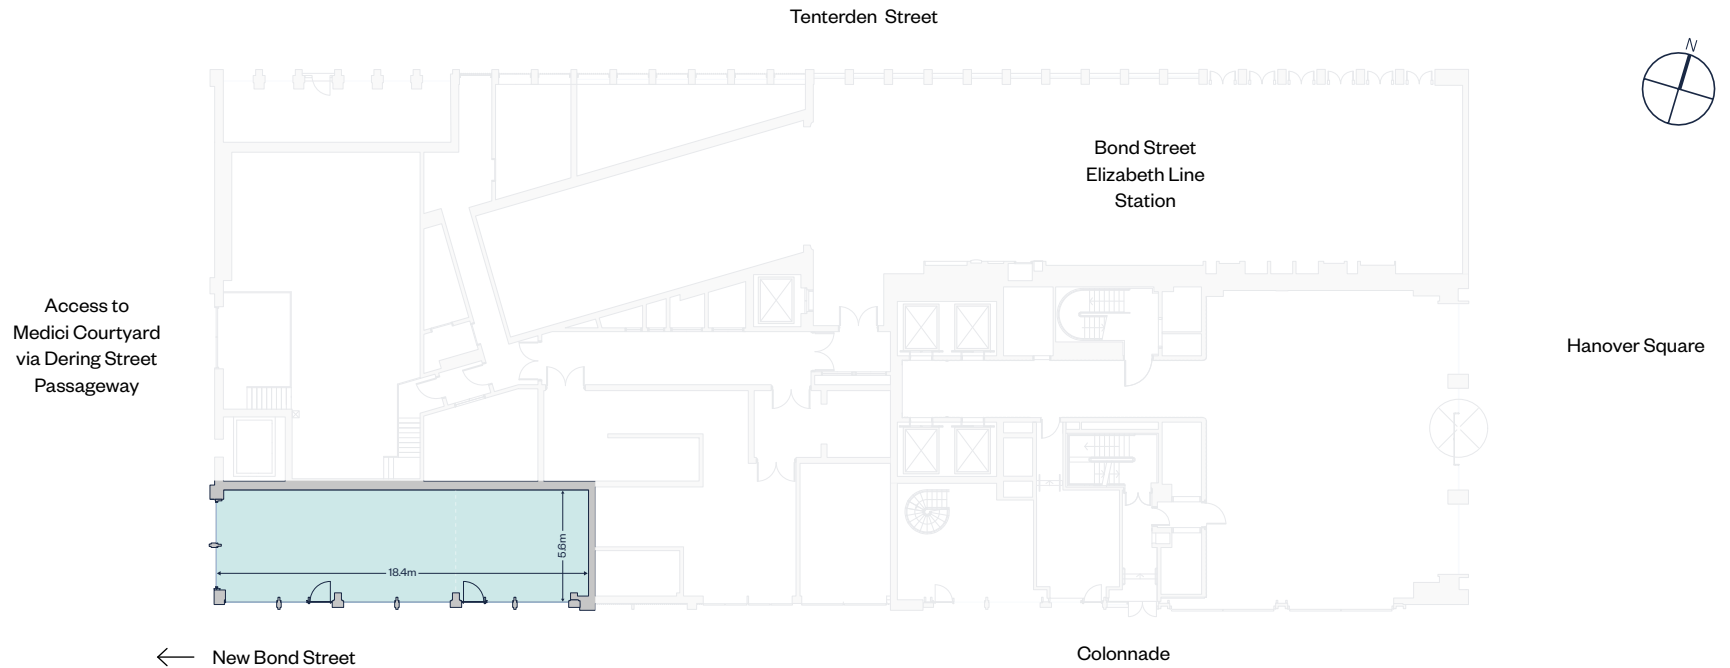 Tenterden Street
N
Bond Street
Elizabeth Line
Station
Access to
Medici Courtyard
via Dering Street
Passageway
Hanover Square
5.6m
18.4m
New Bond Street
Colonnade